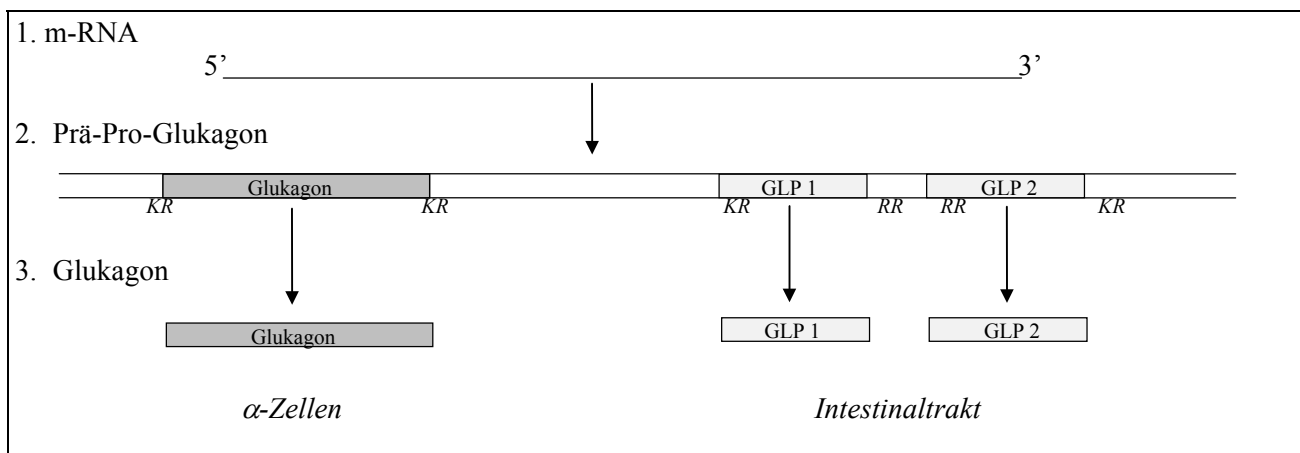 1. m-RNA
5’ 3’
2. Prä-Pro-Glukagon
Glukagon GLP 1 GLP 2
KR KR KR RR RR KR
3. Glukagon
Glukagon GLP 1 GLP 2
α-Zellen Intestinaltrakt